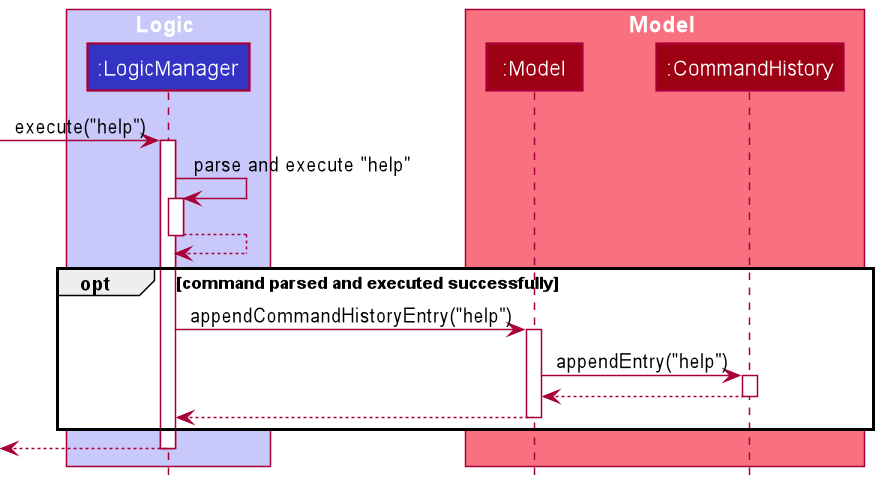 Logic
Model
:LogicManager
:Model
:CommandHistory
execute("help")
parse and execute "help"
opt
[command parsed and executed successfully]
appendCommandHistoryEntry("help")
appendEntry("help")